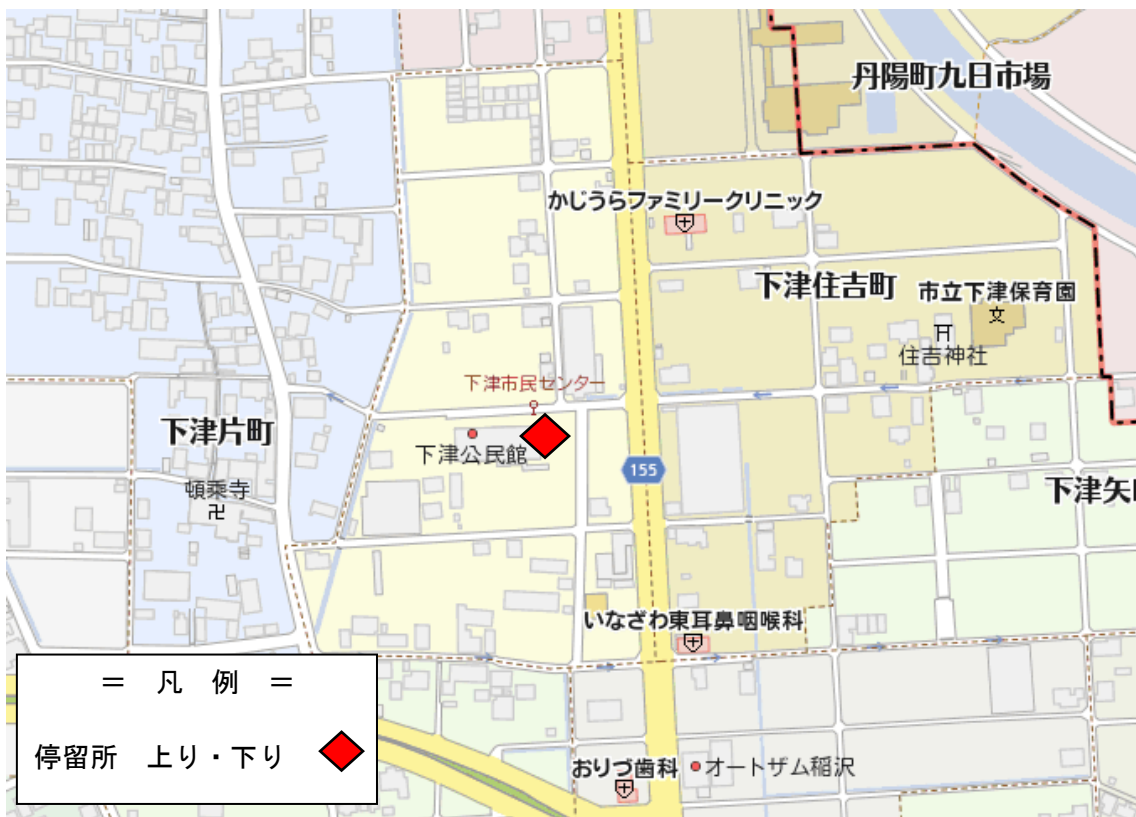 丹陽町九日市場
かじうらファミリークリニック
下津住吉町
市立下津保育園
住吉神社
下津市民センター
下津片町
下津公民館
155
頓乗寺
下津矢
いなざわ東耳鼻咽喉科
＝ 凡 例 ＝
停留所 上り・下り
おりづ歯科
オートザム稲沢